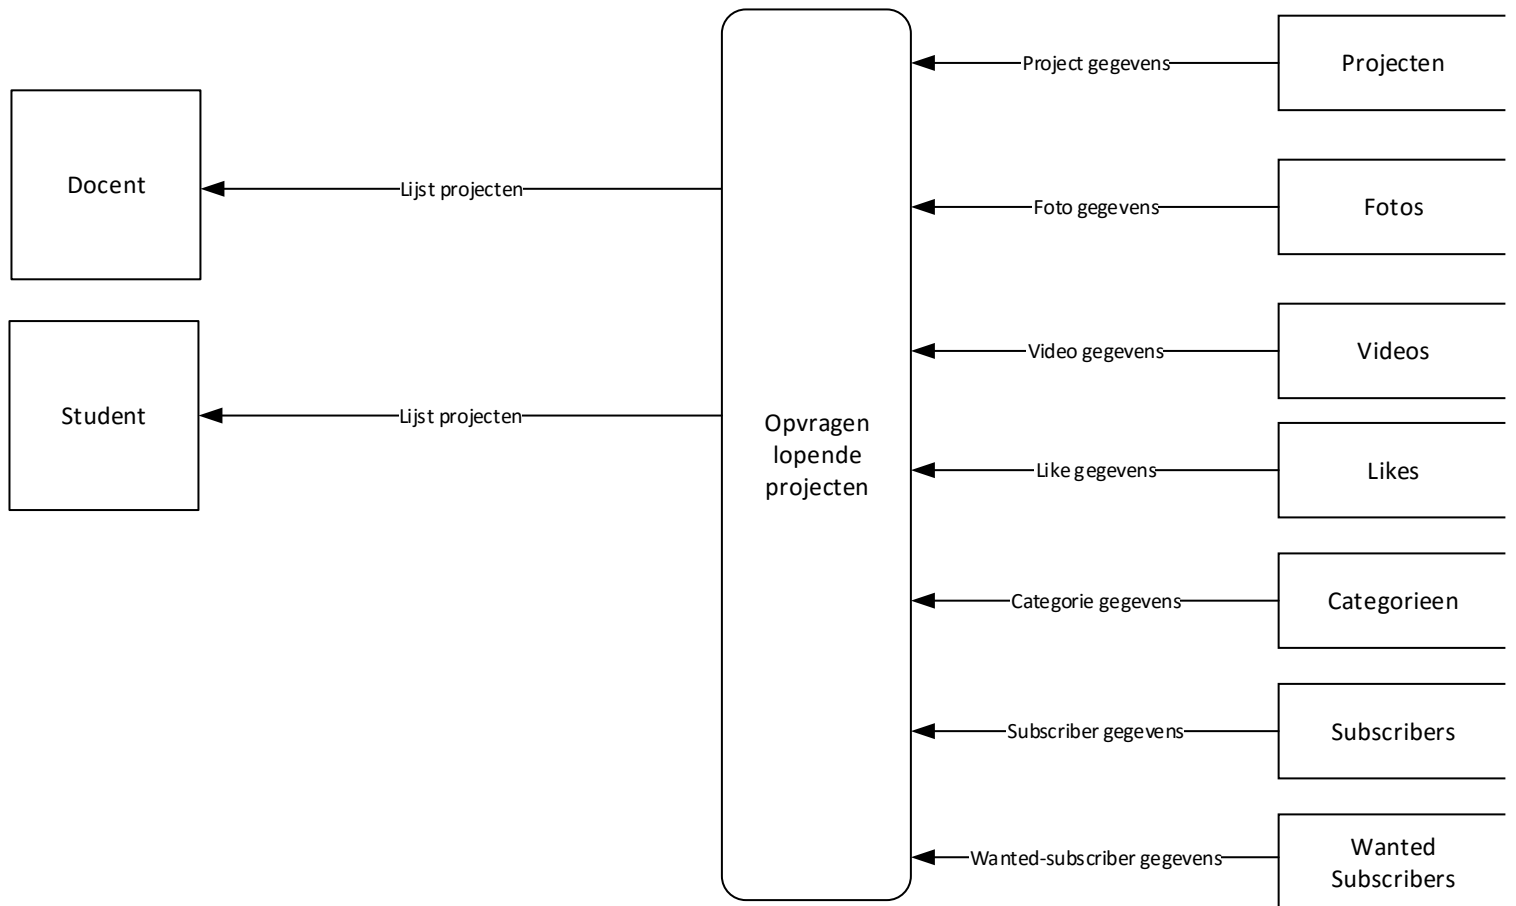 Project gegevens
Projecten
Docent
Lijst projecten
Foto gegevens
Fotos
Video gegevens
Videos
Student
Lijst projecten
Opvragen
lopende
projecten
Like gegevens
Likes
Categorie gegevens
Categorieen
Subscriber gegevens
Subscribers
Wanted-subscriber gegevens
Wanted
Subscribers